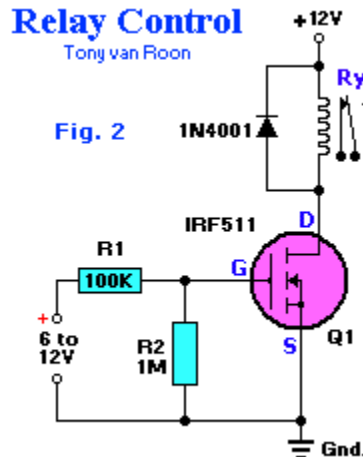 Relay Control
Tony van Roon
+12V
Ry
Fig. 2
1N4001
IRF511
D
R1
100K
G
+
6 to
12V
R2
1M
S
Q1
Gnd.